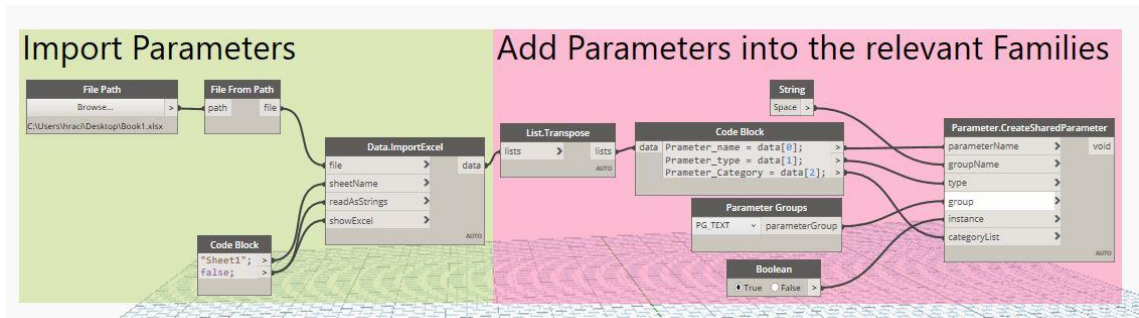 Import Parameters
Add Parameters into the relevant Families
File Path
Browse... >
C:\Users\hraci\Desktop\Book1.xlsx
File From Path
path file
Data.ImportExcel
file > data
sheetName >
readAsStrings >
showExcel >
AUTO
Code Block
"Sheet1"; >
false; >
List.Transpose
lists > lists
AUTO
String
Space >
Code Block
data Prameter_name = data[0]; >
Prameter_type = data[1]; >
Prameter_Category = data[2]; >
Parameter Groups
PG_TEXT parameterGroup
Boolean
True False >
Parameter.CreateSharedParameter
parameterName > void
groupName >
type >
group >
instance >
categoryList >
AUTO